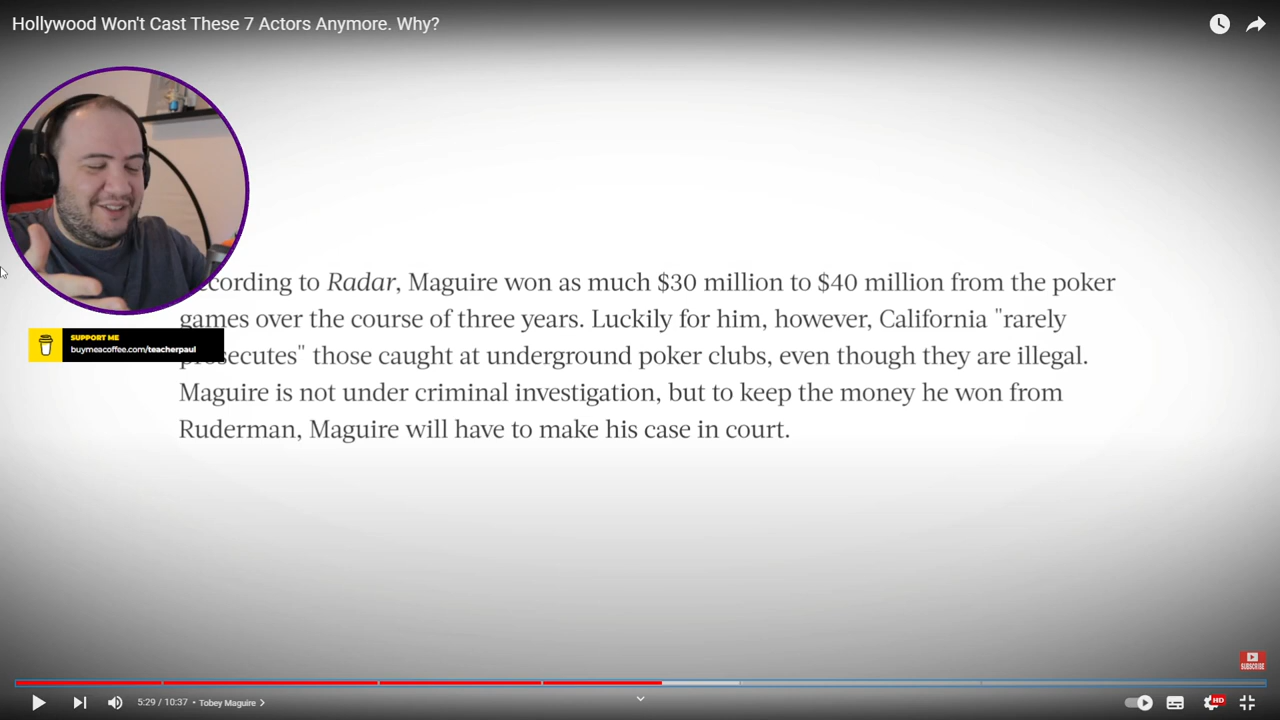 Hollywood Won't Cast These 7 Actors Anymore. Why?
According to Radar, Maguire won as much $30 million to $40 million from the poker
games over the course of three years. Luckily for him, however, California "rarely
SUPPORT ME
buymeacoffee.com/teacherpaul
prosecutes" those caught at underground poker clubs, even though they are illegal.
Maguire is not under criminal investigation, but to keep the money he won from
Ruderman, Maguire will have to make his case in court.
SUBSCRIBE
5:29 / 10:37 • Tobey Maguire >
HD